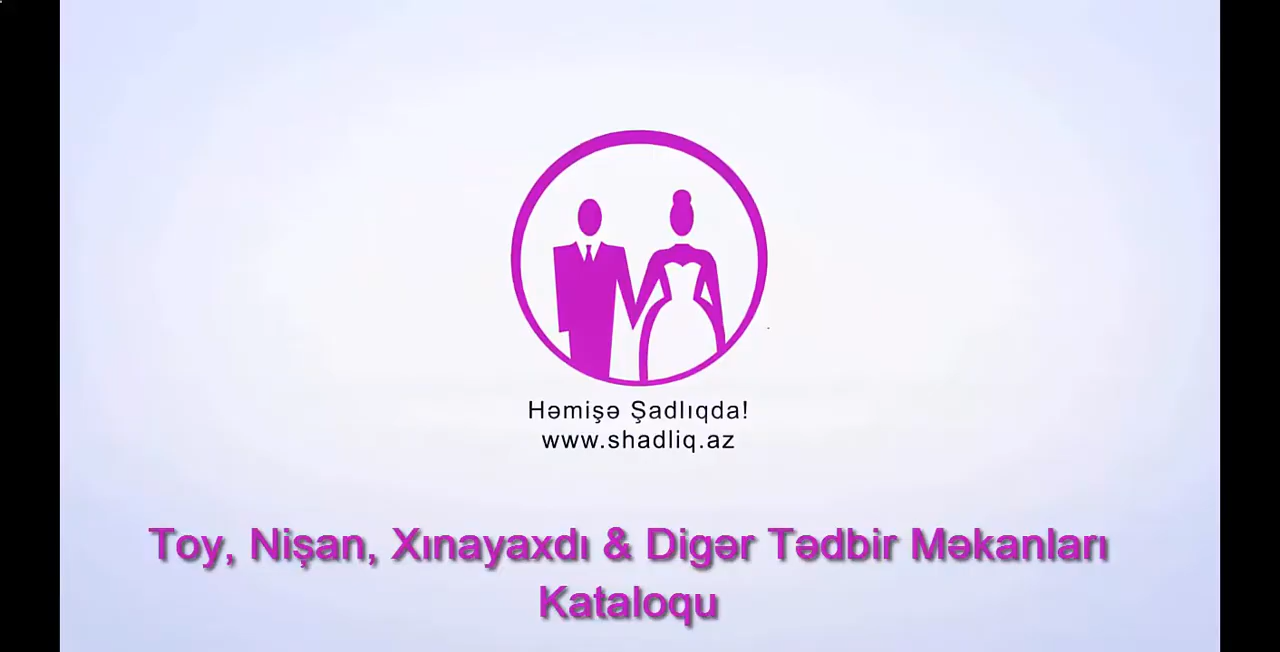 Həmişə Şadlıqda!
www.shadliq.az
Toy, Nişan, Xınayaxdı & Digər Tədbir Məkanları
Kataloqu